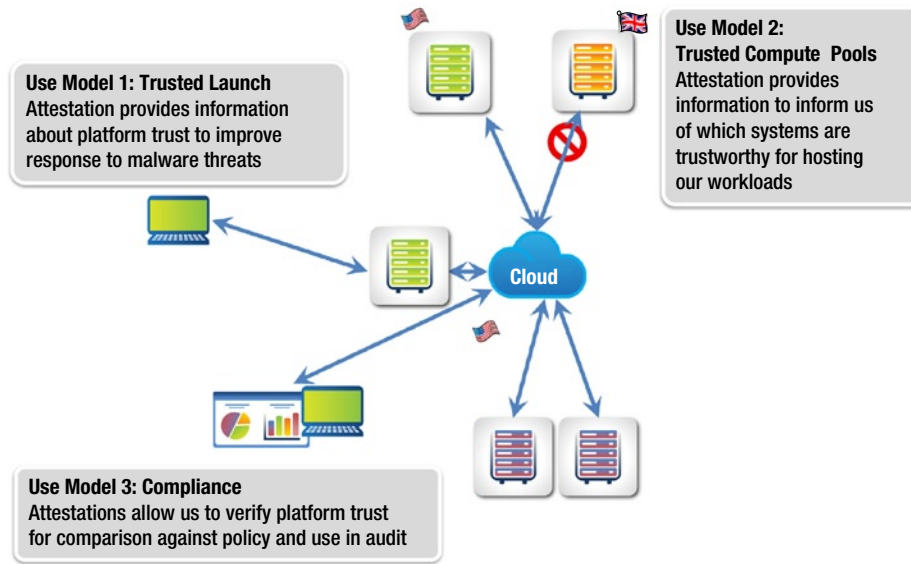 Use Model 1: Trusted Launch
Attestation provides information
about platform trust to improve
response to malware threats
Use Model 2:
Trusted Compute Pools
Attestation provides
information to inform us
of which systems are
trustworthy for hosting
our workloads
Cloud
Use Model 3: Compliance
Attestations allow us to verify platform trust
for comparison against policy and use in audit